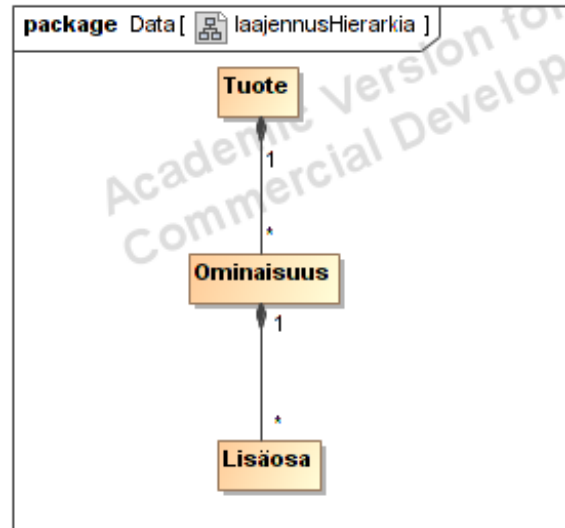 package Data [ laajennusHierarkia ]
Academic Version for
Commercial Develop
Tuote
1
*
Ominaisuus
1
*
Lisäosa